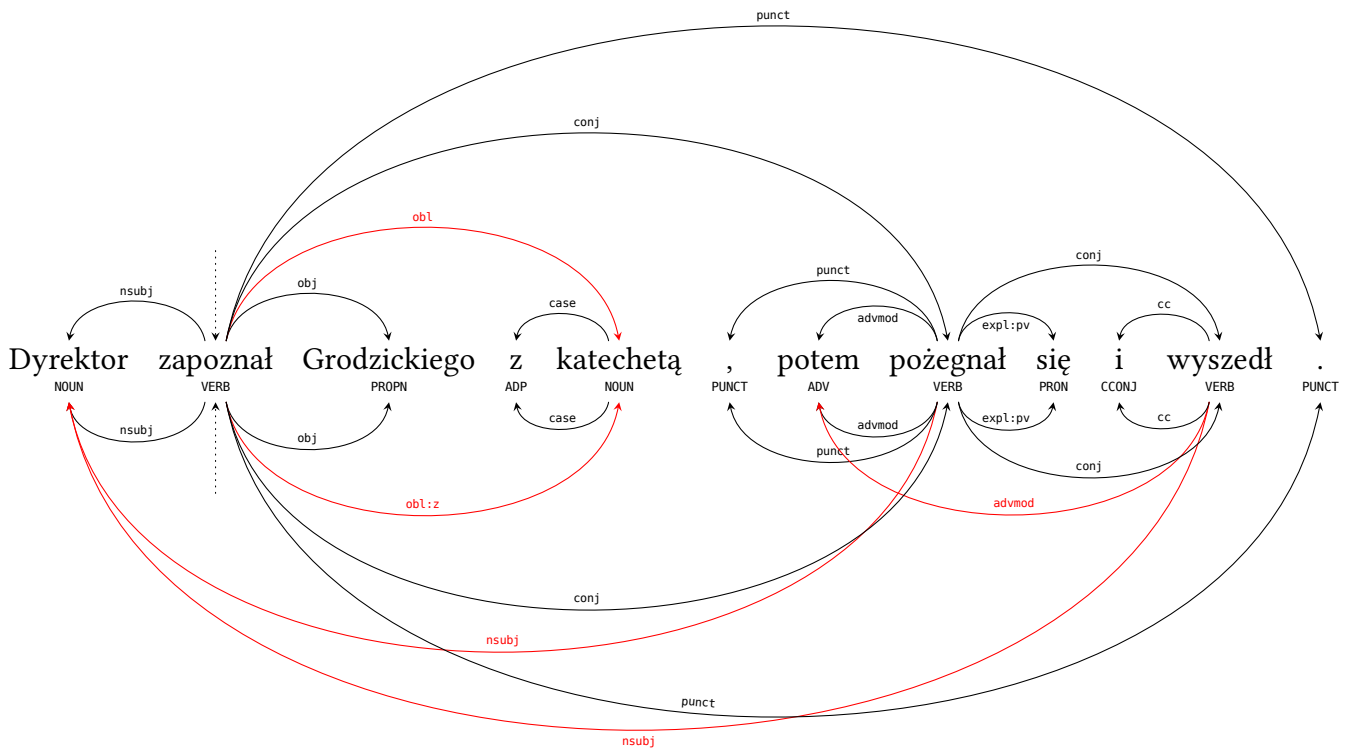 punct
conj
obl
nsubj obj case punct advmod expl:pv conj cc
Dyrektor zapoznał Grodzickiego z katechetą , potem pożegnał się i wyszedł .
NOUN VERB PROPN ADP NOUN PUNCT ADV VERB PRON CCONJ VERB PUNCT
nsubj obj case advmod expl:pv cc
punct
conj
obl:z advmod
conj
nsubj
punct
nsubj